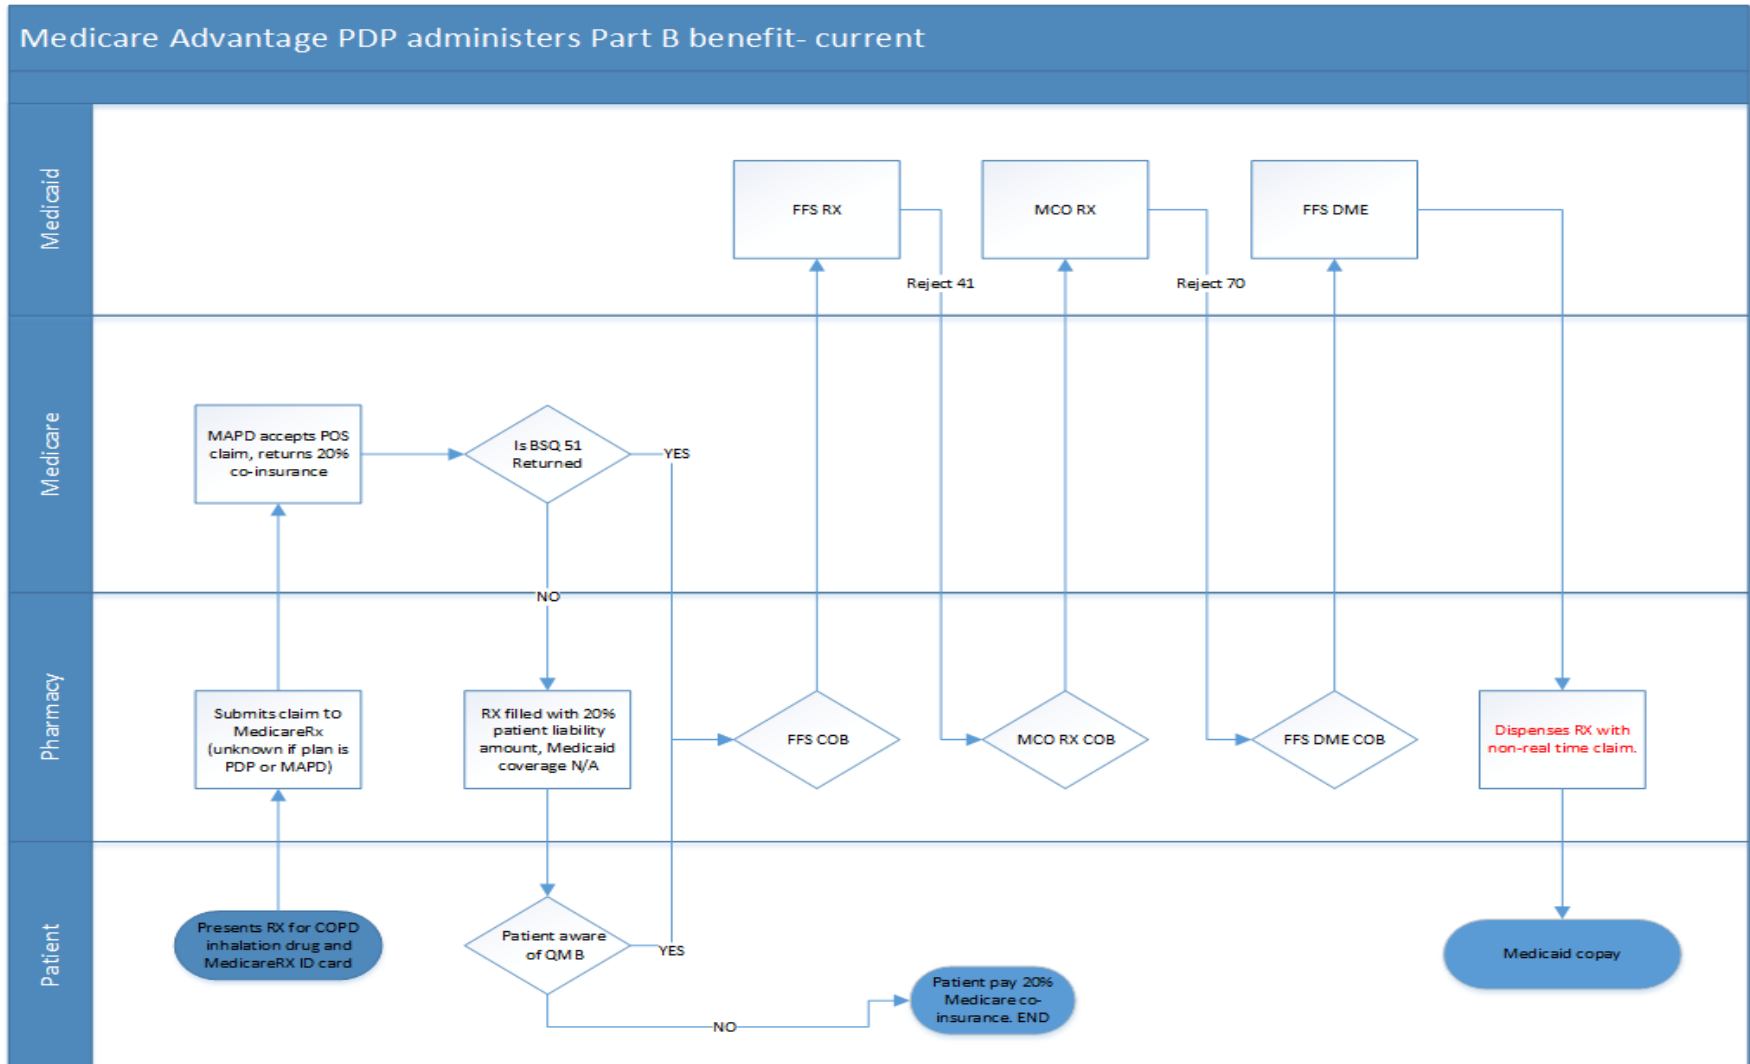 Medicare Advantage PDP administers Part B benefit- current
Medicaid
FFS RX
MCO RX
FFS DME
Reject 41
Reject 70
Medicare
MAPD accepts POS
claim, returns 20%
co-insurance
Is BSQ 51
Returned
YES
NO
Pharmacy
Submits claim to
MedicareRx
(unknown if plan is
PDP or MAPD)
RX filled with 20%
patient liability
amount, Medicaid
coverage N/A
FFS COB
MCO RX COB
FFS DME COB
Dispenses RX with
non-real time claim.
Patient
Presents RX for COPD
inhalation drug and
MedicareRX ID card
Patient aware
of QMB
YES
NO
Patient pay 20%
Medicare co-
insurance. END
Medicaid copay